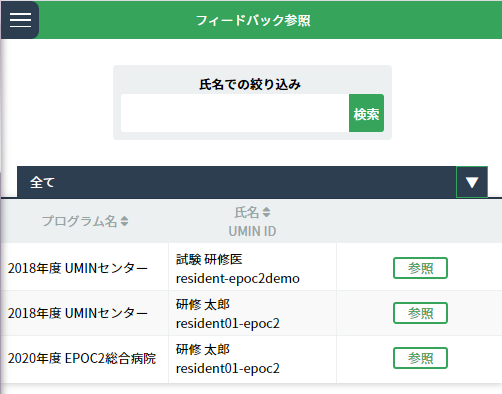 フィードバック参照
氏名での絞り込み
検索
全て ▼
プログラム名
氏名
UMIN ID
2018年度 UMINセンター
試験 研修医
resident-epoc2demo
参照
2018年度 UMINセンター
研修 太郎
resident01-epoc2
参照
2020年度 EPOC2総合病院
研修 太郎
resident01-epoc2
参照